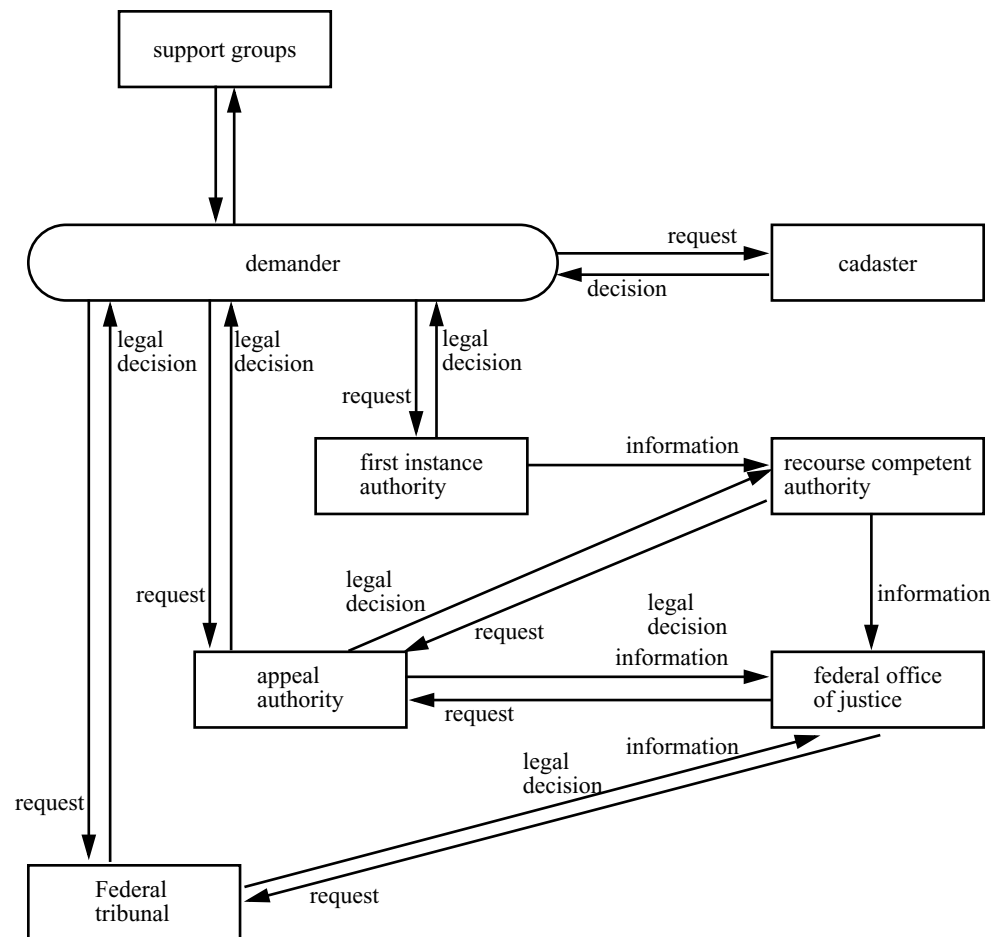 support groups
request
demander
cadaster
decision
legal
decision
legal
decision
legal
decision
request
information
first instance
authority
recourse competent
authority
legal
decision
request
information
request
legal
decision
information
appeal
authority
federal office
of justice
request
information
legal
decision
request
Federal
tribunal
request